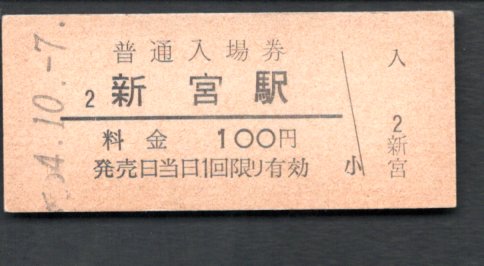 普通入場券
2 新宮駅
料金 100円
発売日当日1回限り有効
小
入
2
新宮
54.10.-7.